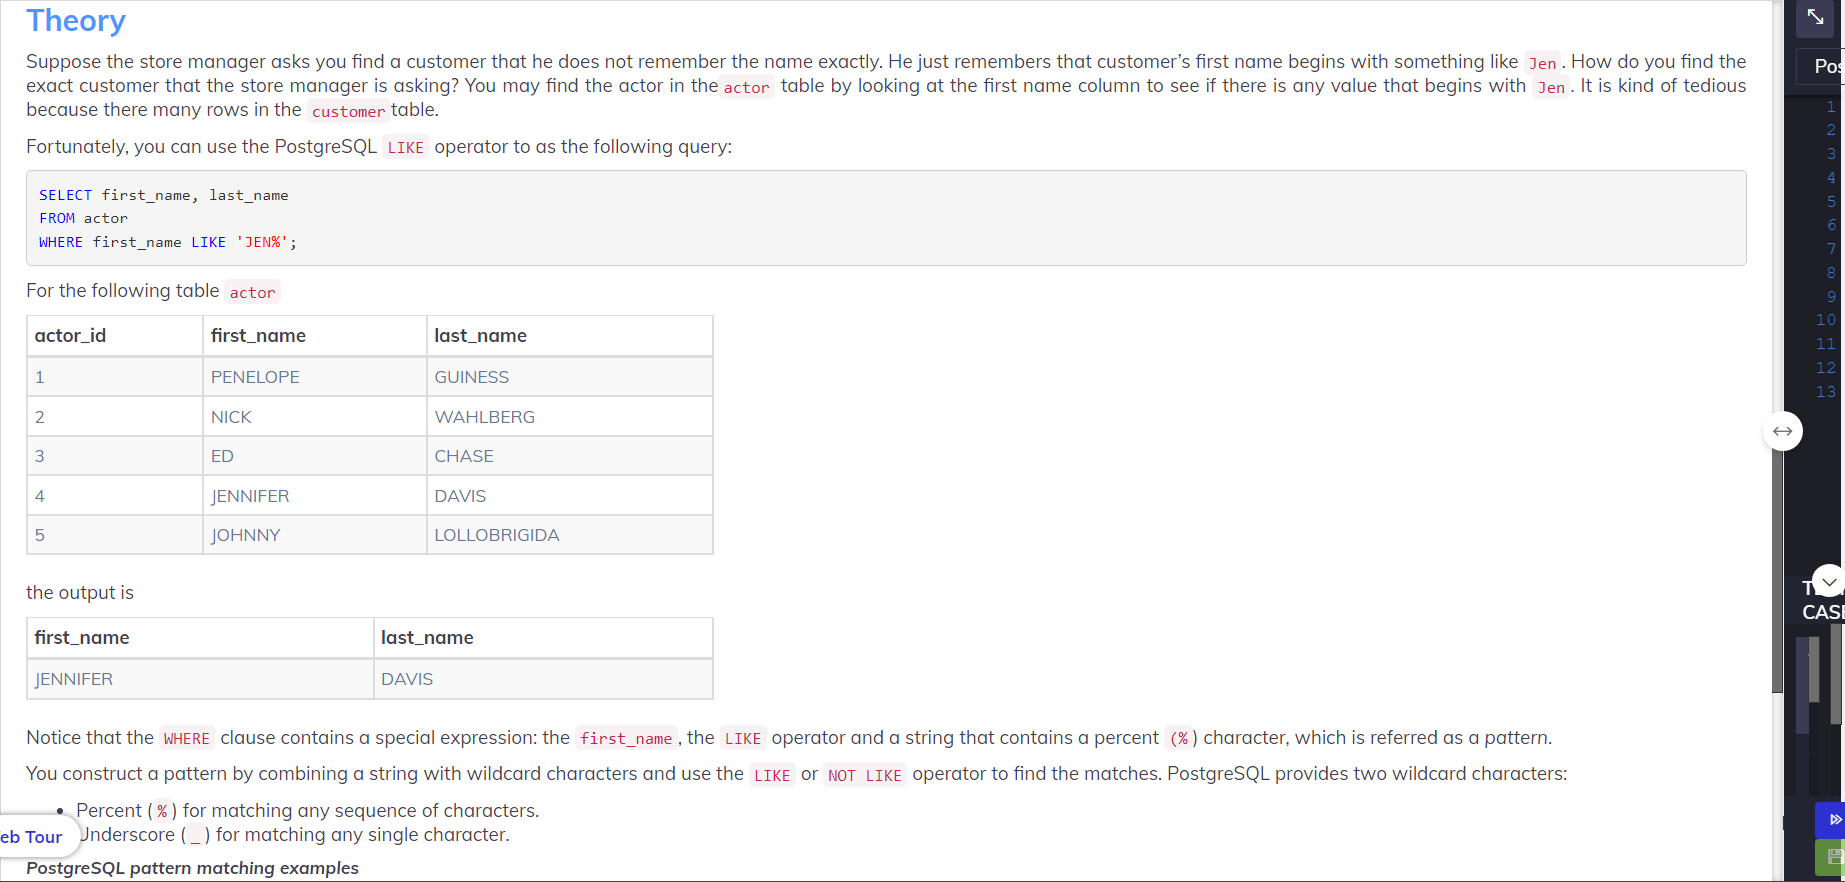 Theory
Suppose the store manager asks you find a customer that he does not remember the name exactly. He just remembers that customer’s first name begins with something like Jen . How do you find the
exact customer that the store manager is asking? You may find the actor in the actor table by looking at the first name column to see if there is any value that begins with Jen . It is kind of tedious
because there many rows in the customer table.
Fortunately, you can use the PostgreSQL LIKE operator to as the following query:
SELECT first_name, last_name
FROM actor
WHERE first_name LIKE 'JEN%';
For the following table actor
actor_id first_name last_name
1 PENELOPE GUINESS
2 NICK WAHLBERG
3 ED CHASE
4 JENNIFER DAVIS
5 JOHNNY LOLLOBRIGIDA
the output is
first_name last_name
JENNIFER DAVIS
Notice that the WHERE clause contains a special expression: the first_name , the LIKE operator and a string that contains a percent (% ) character, which is referred as a pattern.
You construct a pattern by combining a string with wildcard characters and use the LIKE or NOT LIKE operator to find the matches. PostgreSQL provides two wildcard characters:
• Percent ( % ) for matching any sequence of characters.
Underscore ( _ ) for matching any single character.
eb Tour
PostgreSQL pattern matching examples
Pos
1
2
3
4
5
6
7
8
9
10
11
12
13
T
CASE